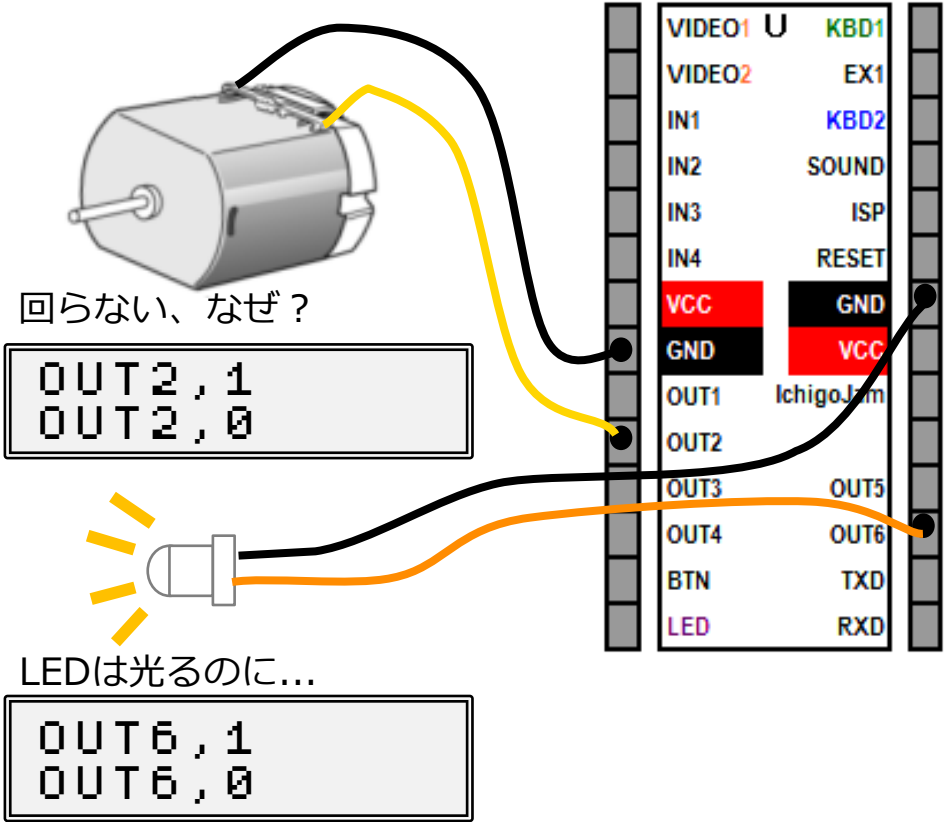 回らない、なぜ？
OUT2,1
OUT2,0
LEDは光るのに…
OUT6,1
OUT6,0
VIDEO1 U KBD1
VIDEO2 EX1
IN1 KBD2
IN2 SOUND
IN3 ISP
IN4 RESET
VCC GND
GND VCC
OUT1 IchigoJam
OUT2
OUT3 OUT5
OUT4 OUT6
BTN TXD
LED RXD